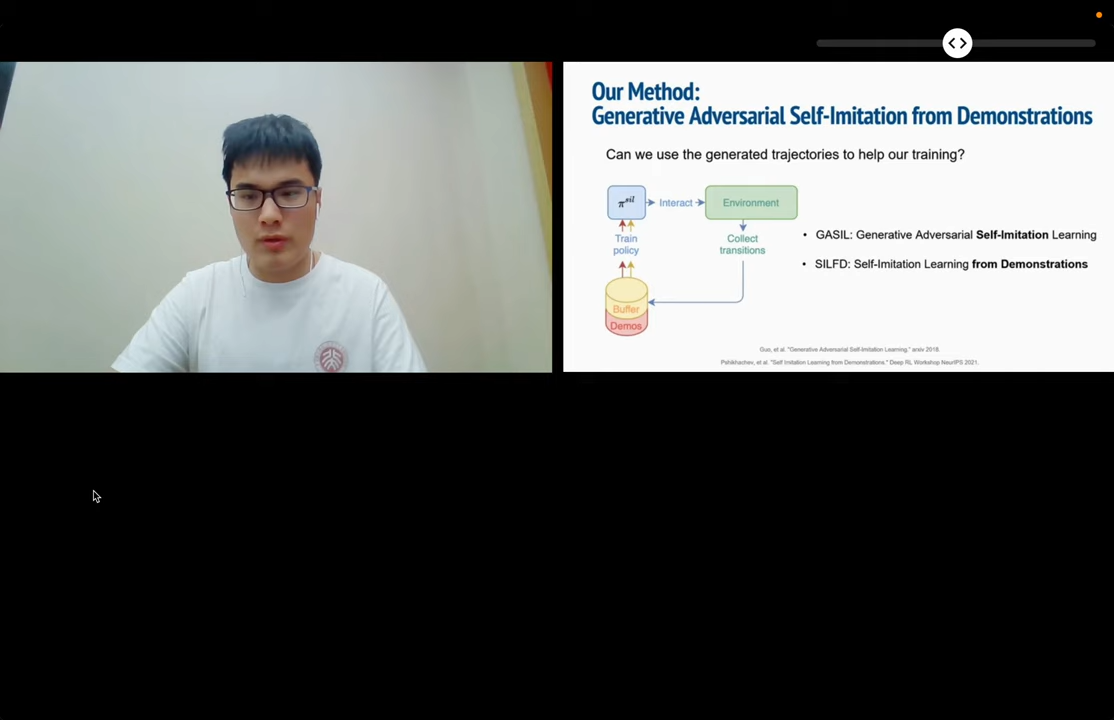 Our Method:
Generative Adversarial Self-Imitation from Demonstrations
Can we use the generated trajectories to help our training?
π^sil
Interact
Environment
Train
policy
Collect
transitions
Buffer
Demos
• GASIL: Generative Adversarial Self-Imitation Learning
• SILFD: Self-Imitation Learning from Demonstrations
Guo, et al. "Generative Adversarial Self-Imitation Learning," arxiv 2018.
Pshikhachev, et al. "Self Imitation Learning from Demonstrations." Deep RL Workshop NeurIPS 2021.